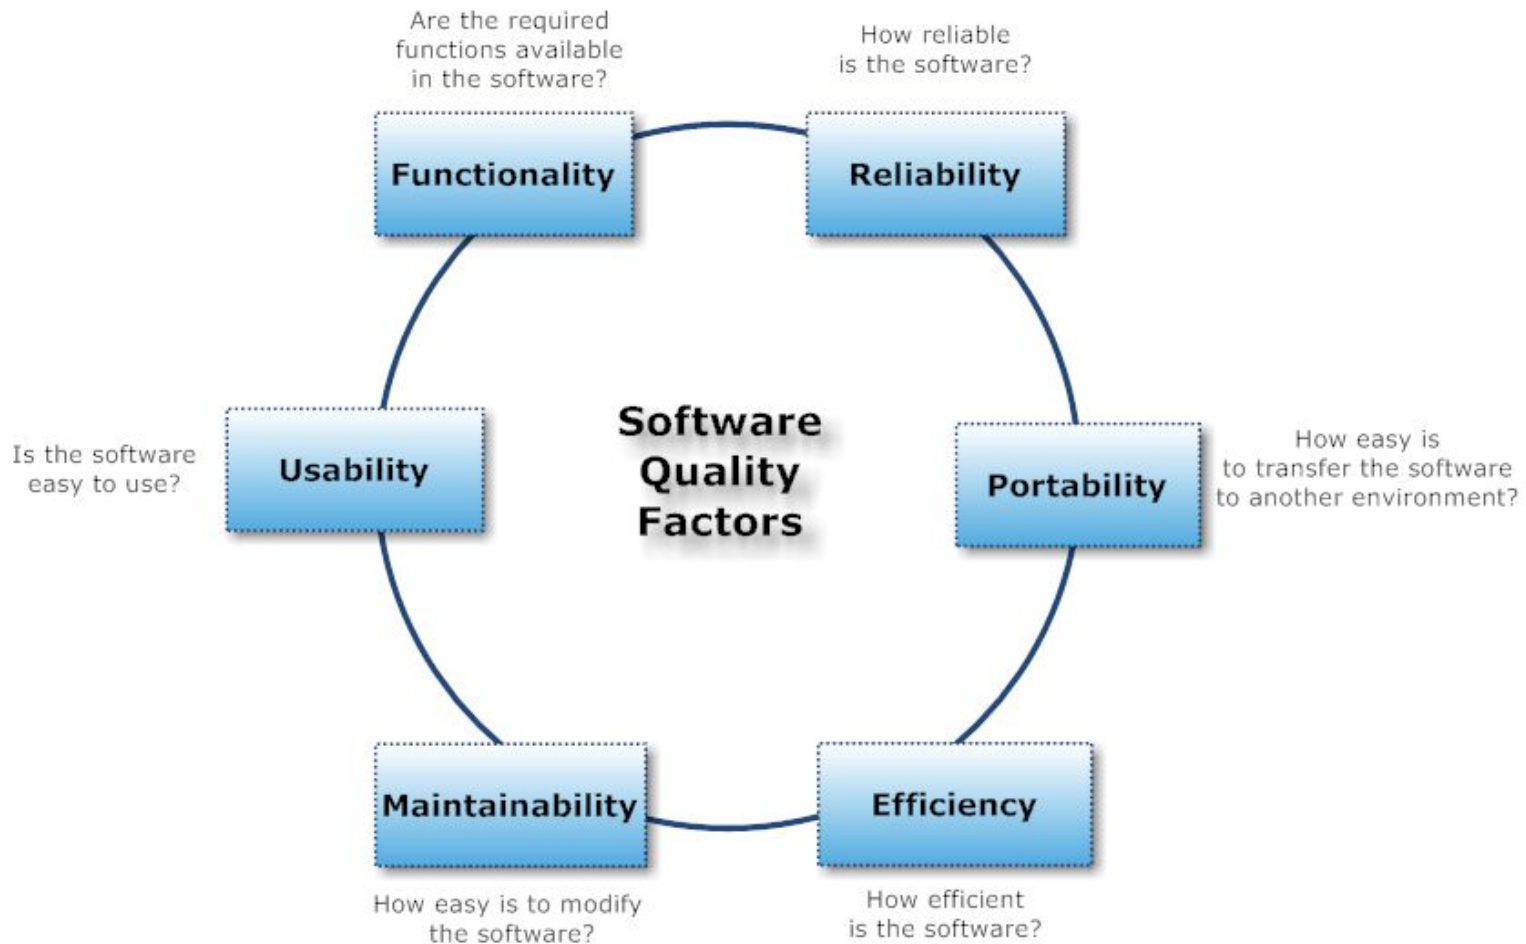 Are the required
functions available
in the software?
How reliable
is the software?
Functionality
Reliability
Software
Quality
Factors
Is the software
easy to use?
Usability
Portability
How easy is
to transfer the software
to another environment?
Maintainability
Efficiency
How easy is to modify
the software?
How efficient
is the software?